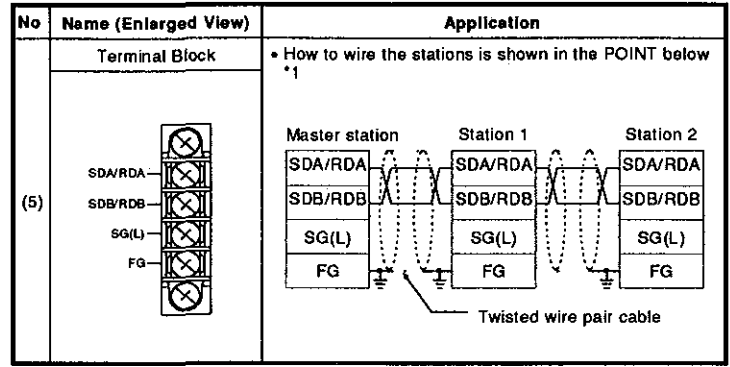 No Name (Enlarged View) Application
(5)
Terminal Block
SDA/RDA
SDB/RDB
SG(L)
FG
• How to wire the stations is shown in the POINT below
*1
Master station Station 1 Station 2
SDA/RDA SDA/RDA SDA/RDA
SDB/RDB SDB/RDB SDB/RDB
SG(L) SG(L) SG(L)
FG FG FG
Twisted wire pair cable